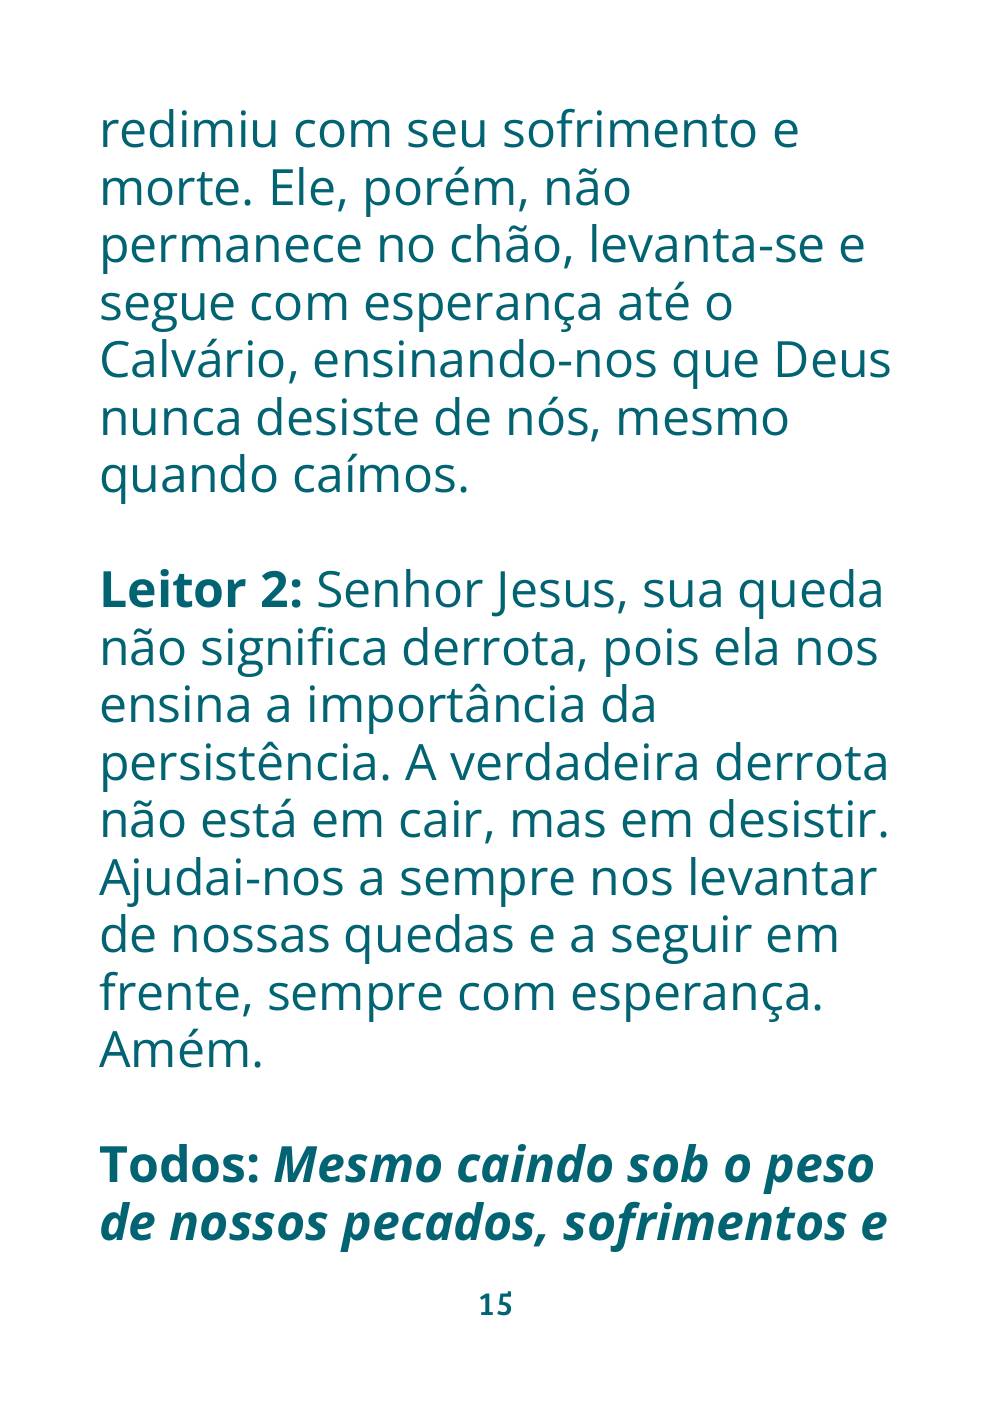 redimiu com seu sofrimento e
morte. Ele, porém, não
permanece no chão, levanta-se e
segue com esperança até o
Calvário, ensinando-nos que Deus
nunca desiste de nós, mesmo
quando caímos.
Leitor 2: Senhor Jesus, sua queda
não significa derrota, pois ela nos
ensina a importância da
persistência. A verdadeira derrota
não está em cair, mas em desistir.
Ajudai-nos a sempre nos levantar
de nossas quedas e a seguir em
frente, sempre com esperança.
Amém.
Todos: Mesmo caindo sob o peso
de nossos pecados, sofrimentos e
15